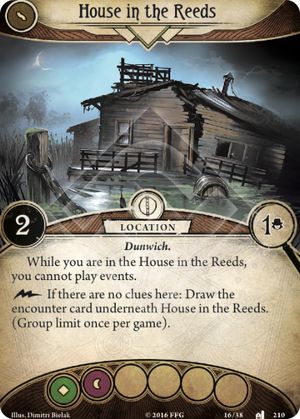 House in the Reeds
2
LOCATION
1
Dunwich.
While you are in the House in the Reeds,
you cannot play events.
If there are no clues here: Draw the
encounter card underneath House in the Reeds.
(Group limit once per game).
Illus. Dimitri Bielak © 2016 FFG 16/38 210